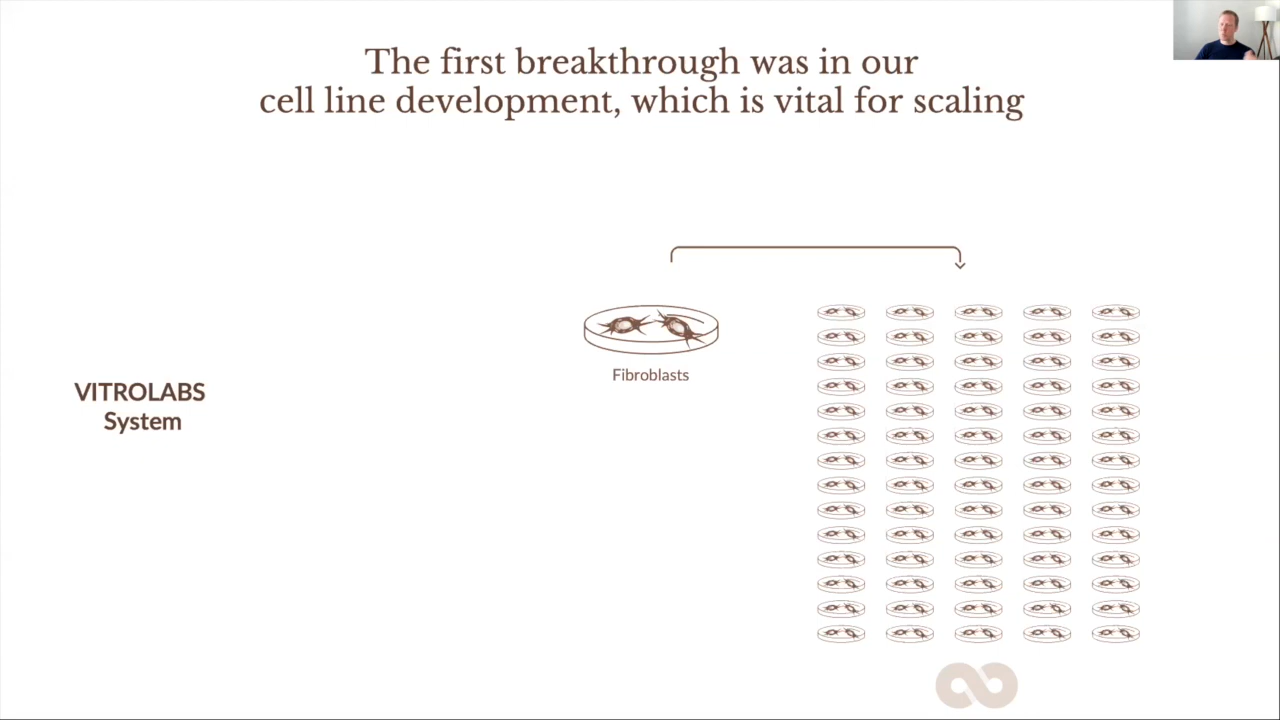 The first breakthrough was in our
cell line development, which is vital for scaling
Fibroblasts
VITROLABS
System